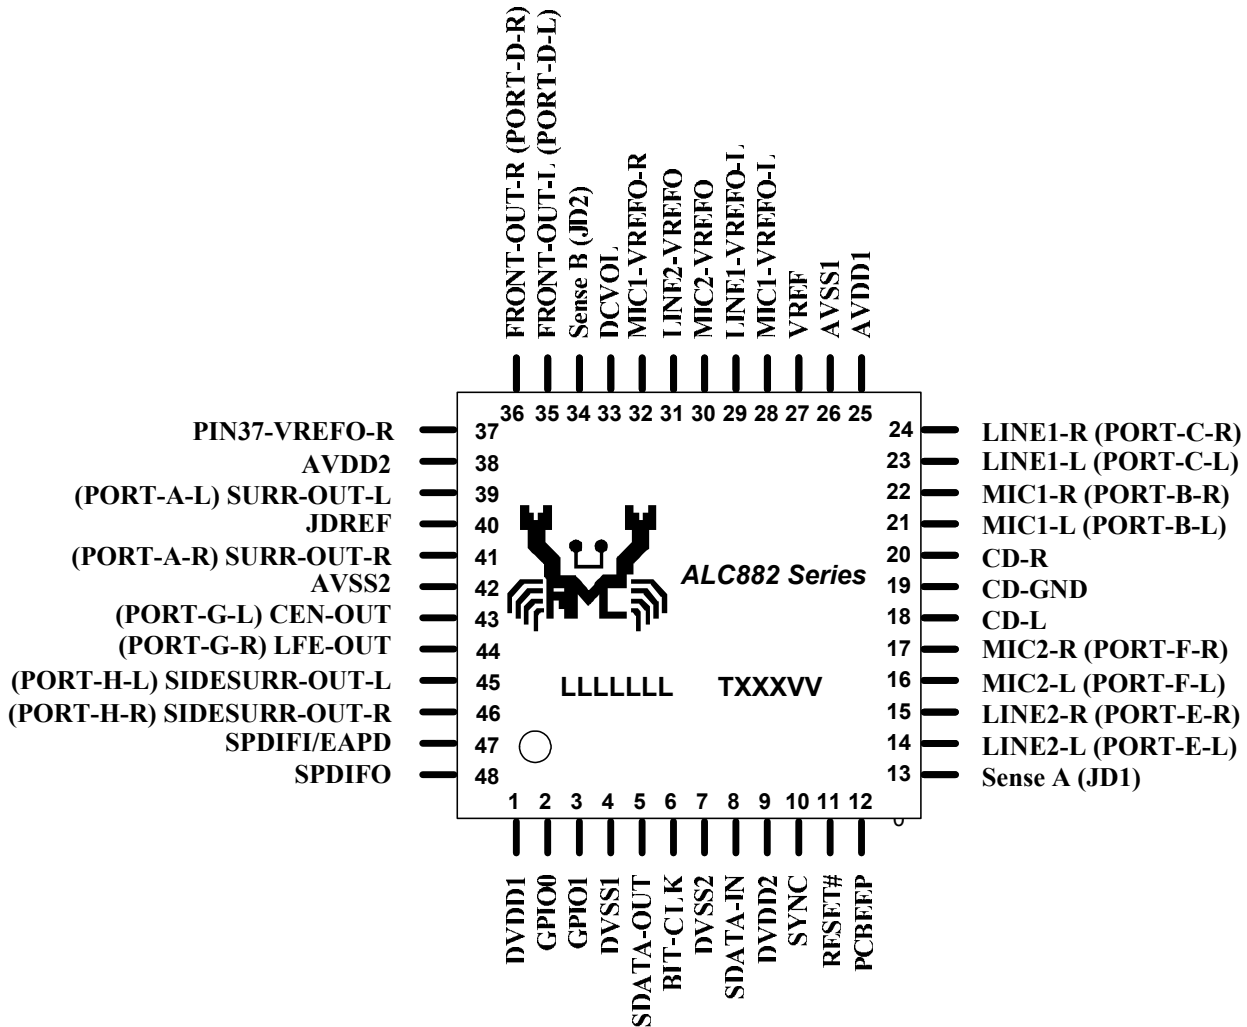 FRONT-OUT-R (PORT-D-R)
FRONT-OUT-L (PORT-D-L)
Sense B (JD2)
DCVOL
MIC1-VREFO-R
LINE2-VREFO
MIC2-VREFO
LINE1-VREFO-L
MIC1-VREFO-L
VREF
AVSS1
AVDD1
36 35 34 33 32 31 30 29 28 27 26 25
PIN37-VREFO-R 37
AVDD2 38
(PORT-A-L) SURR-OUT-L 39
JDREF 40
(PORT-A-R) SURR-OUT-R 41
AVSS2 42
(PORT-G-L) CEN-OUT 43
(PORT-G-R) LFE-OUT 44
(PORT-H-L) SIDESURR-OUT-L 45
(PORT-H-R) SIDESURR-OUT-R 46
SPDIFI/EAPD 47
SPDIFO 48
ALC882 Series
LLLLLLL TXXXVV
24 LINE1-R (PORT-C-R)
23 LINE1-L (PORT-C-L)
22 MIC1-R (PORT-B-R)
21 MIC1-L (PORT-B-L)
20 CD-R
19 CD-GND
18 CD-L
17 MIC2-R (PORT-F-R)
16 MIC2-L (PORT-F-L)
15 LINE2-R (PORT-E-R)
14 LINE2-L (PORT-E-L)
13 Sense A (JD1)
1 2 3 4 5 6 7 8 9 10 11 12
DVDD1
GPIO0
GPIO1
DVSS1
SDATA-OUT
BIT-CLK
DVSS2
SDATA-IN
DVDD2
SYNC
RESET#
PCBEEP